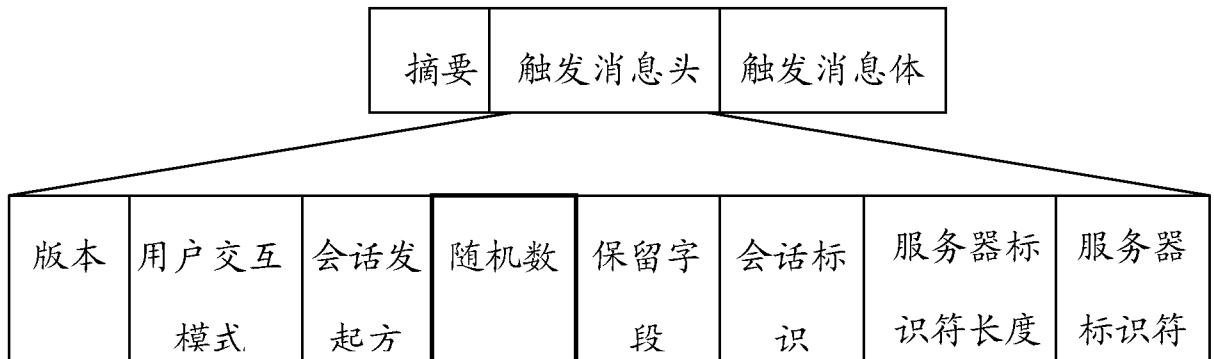 摘要 触发消息头 触发消息体
版本 用户交互 会话发 随机数 保留字 会话标 服务器标 服务器
模式 起方 段 识 识符长度 标识符